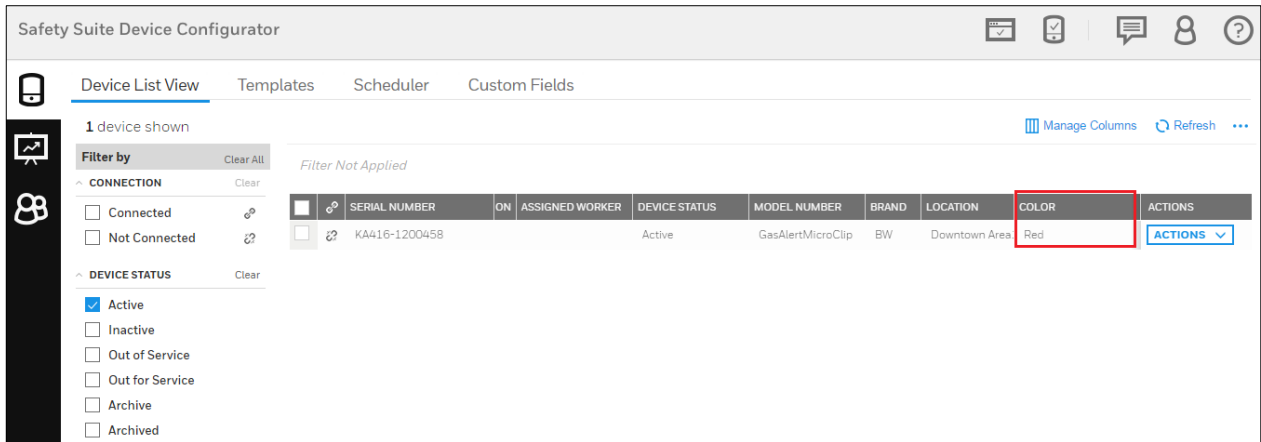 Safety Suite Device Configurator
Device List View Templates Scheduler Custom Fields
1 device shown Manage Columns Refresh
Filter by Clear All Filter Not Applied
CONNECTION Clear
SERIAL NUMBER ON ASSIGNED WORKER DEVICE STATUS MODEL NUMBER BRAND LOCATION COLOR ACTIONS
Connected
KA416-1200458 Active GasAlertMicroClip BW Downtown Area. Red ACTIONS
Not Connected
DEVICE STATUS Clear
Active
Inactive
Out of Service
Out for Service
Archive
Archived